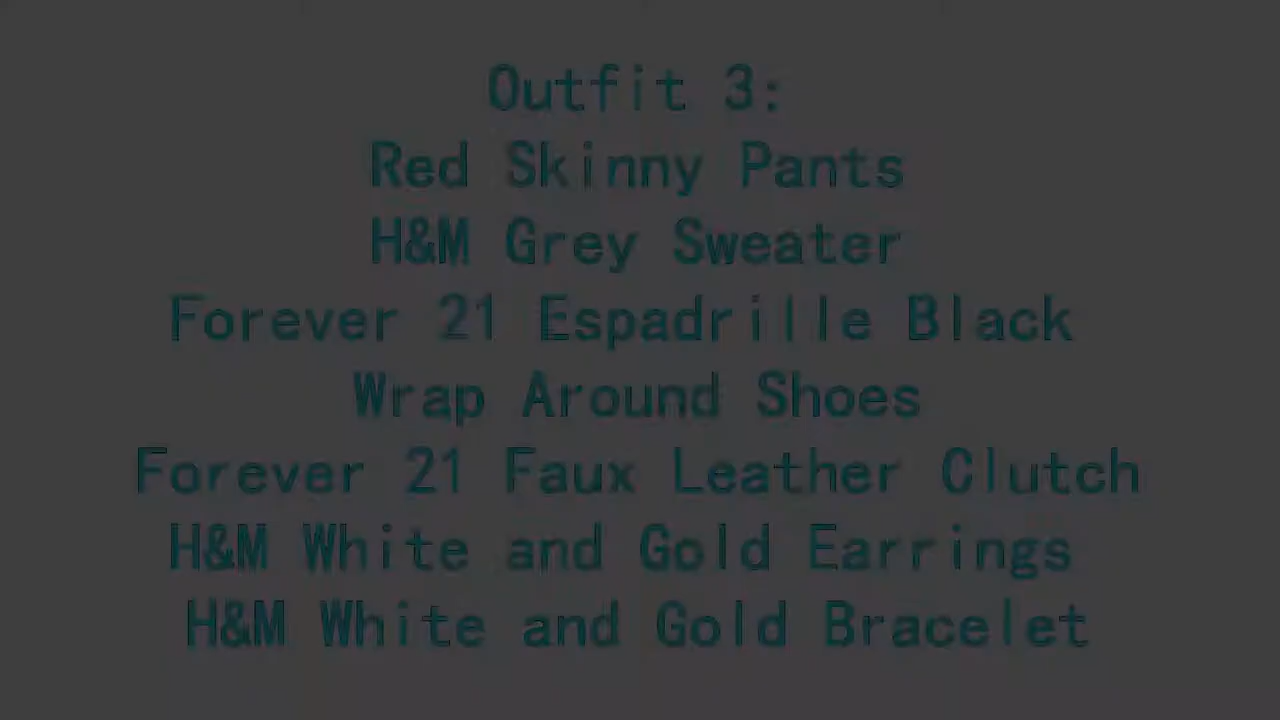 Outfit 3:
Red Skinny Pants
H&M Grey Sweater
Forever 21 Espadrille Black
Wrap Around Shoes
Forever 21 Faux Leather Clutch
H&M White and Gold Earrings
H&M White and Gold Bracelet